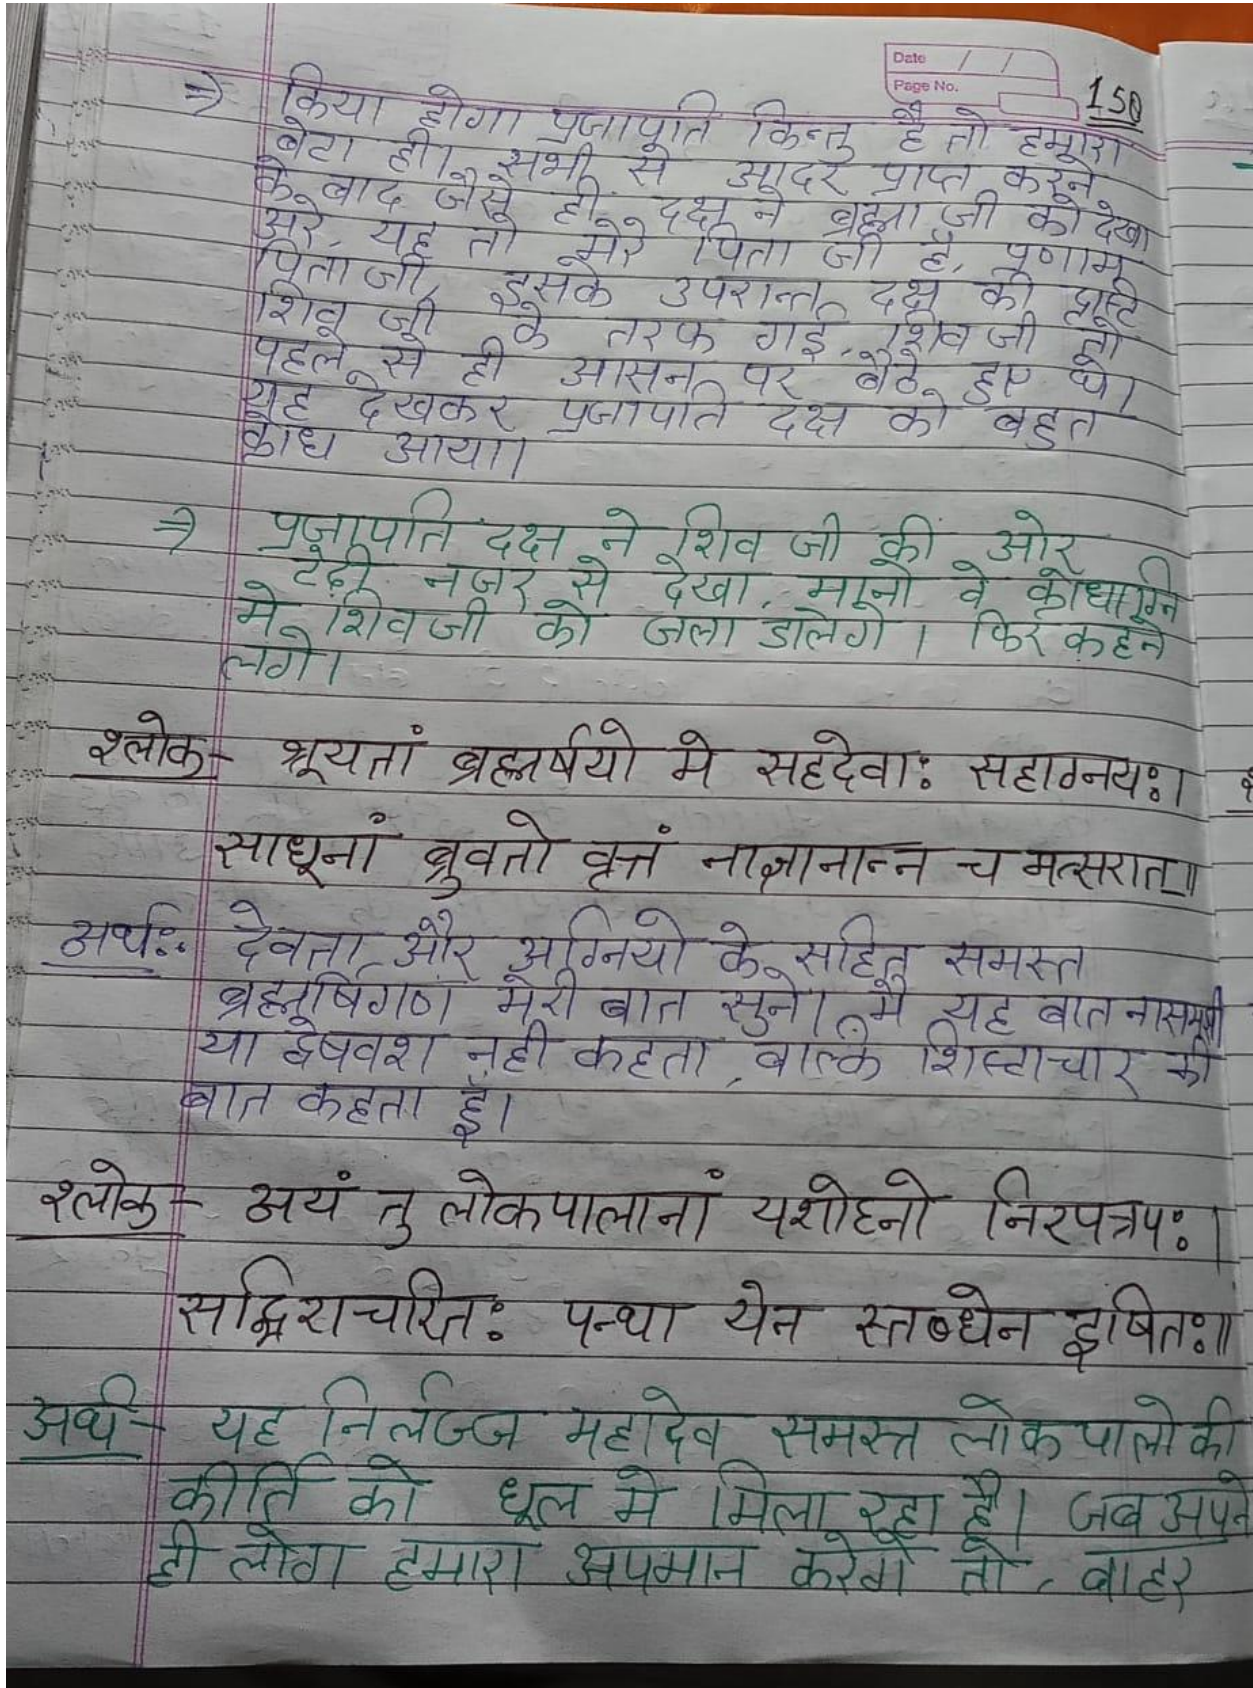 Date / /
Page No.
150
⇒ किया होगा प्रजापति किन्तु है तो हमारा
बेटा ही। सभी से आदर प्राप्त करने
के बाद जैसे ही दक्ष ने ब्रह्मा जी को देखा
अरे, यह तो मेरे पिता जी है, प्रणाम
पिता जी, इसके उपरान्त दक्ष की दृष्टि
शिव जी के तरफ गई, शिव जी तो
पहले से ही आसन पर बैठे हुए थे।
यह देखकर प्रजापति दक्ष को बहुत
क्रोध आया।
⇒ प्रजापति दक्ष ने शिव जी की ओर
टेढ़ी नजर से देखा, मानो वे क्रोधाग्नि
मे शिवजी को जला डालेगे। फिर कहने
लगे।
श्लोक- श्रूयतां ब्रह्मर्षयो मे सहदेवाः सहाग्नयः।
साधूनां ब्रुवतो वृत्तं नाज्ञानान्न च मत्सरात्॥
अर्थः देवता और अग्नियो के सहित समस्त
ब्रह्मर्षिगण मेरी बात सुने। मै यह बात नासमझी
या द्वेषवश नही कहता, बल्कि शिस्टाचार की
बात कहता हूँ।
श्लोक- अयं तु लोकपालानां यशोहनो निरपत्रपः।
सद्भिराचरितः पन्था येन स्तब्धेन दूषितः॥
अर्थ- यह निर्लज्ज महादेव समस्त लोकपालो की
कीर्ति को धूल मे मिला रहा है। जब अपने
ही लोग हमारा अपमान करेगे तो, बाहर